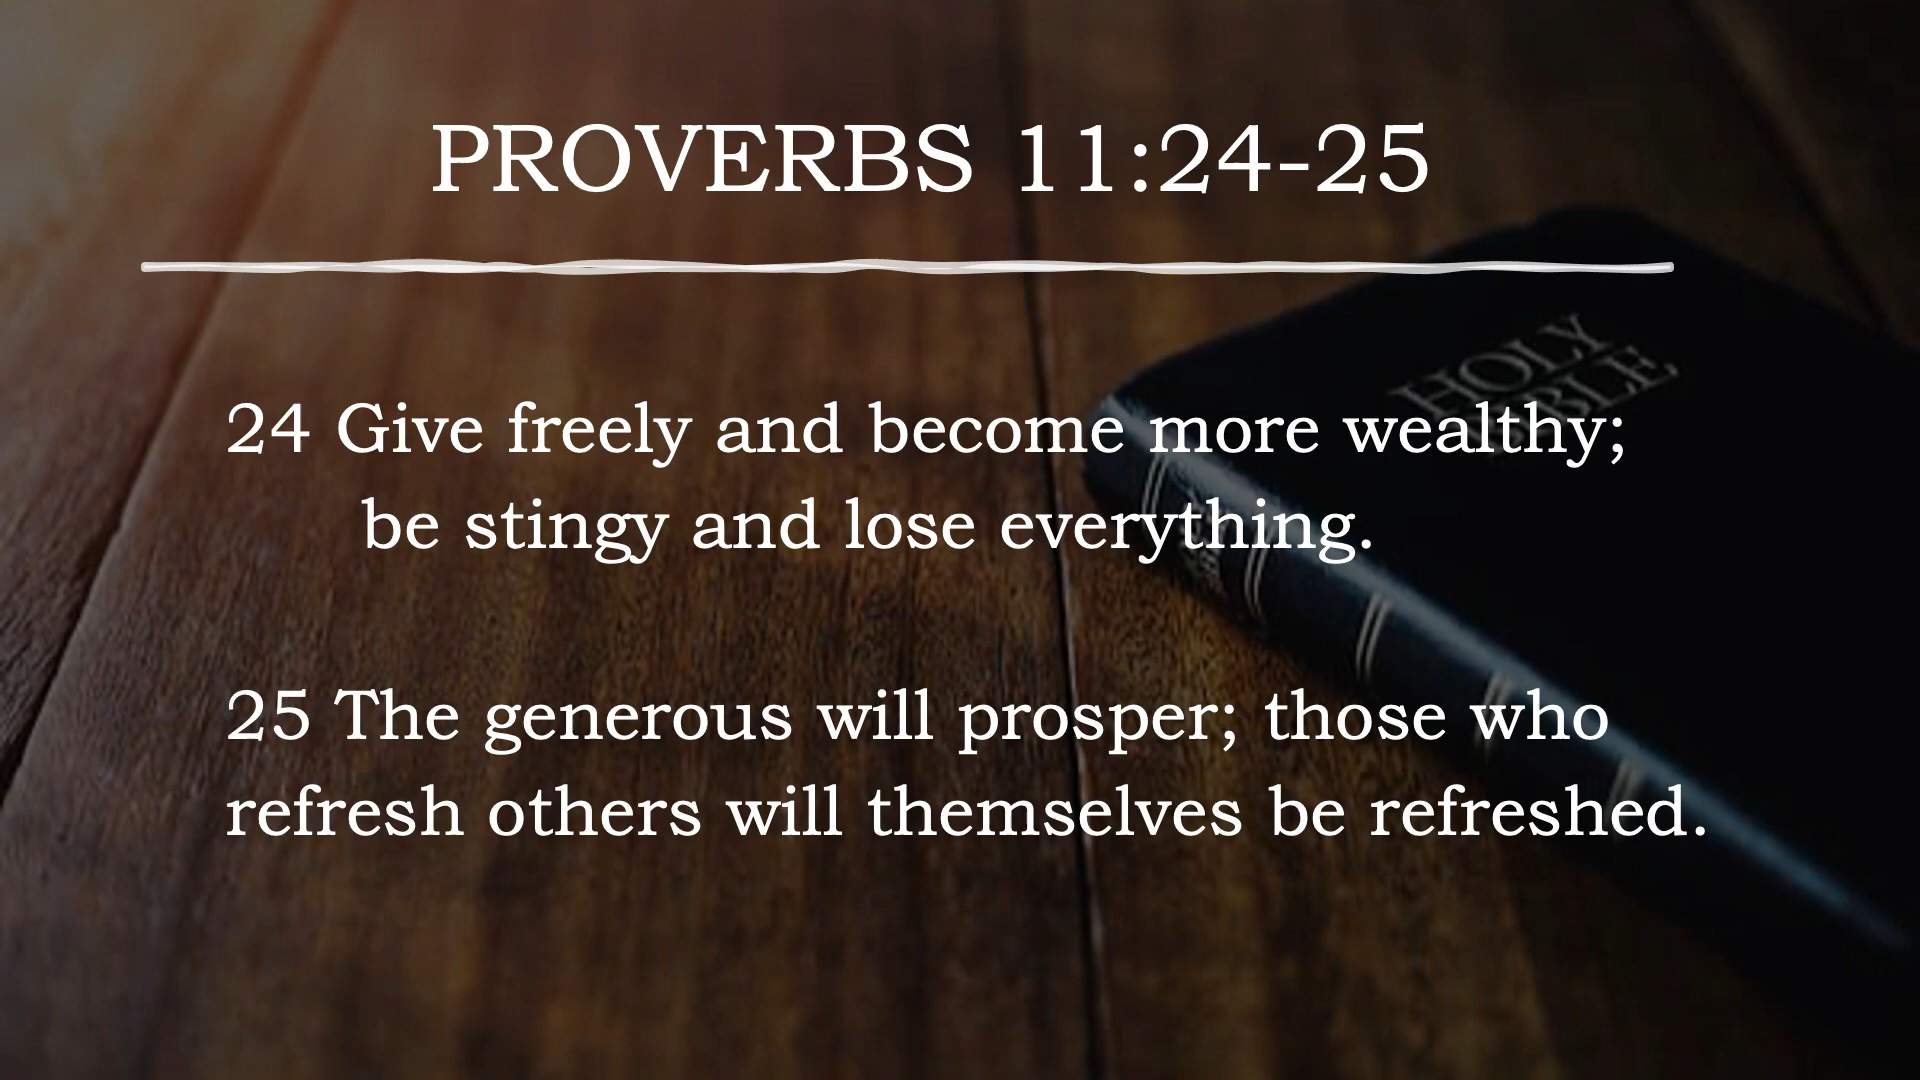 PROVERBS 11:24-25
HOLY
BIBLE
24 Give freely and become more wealthy;
be stingy and lose everything.
25 The generous will prosper; those who
refresh others will themselves be refreshed.